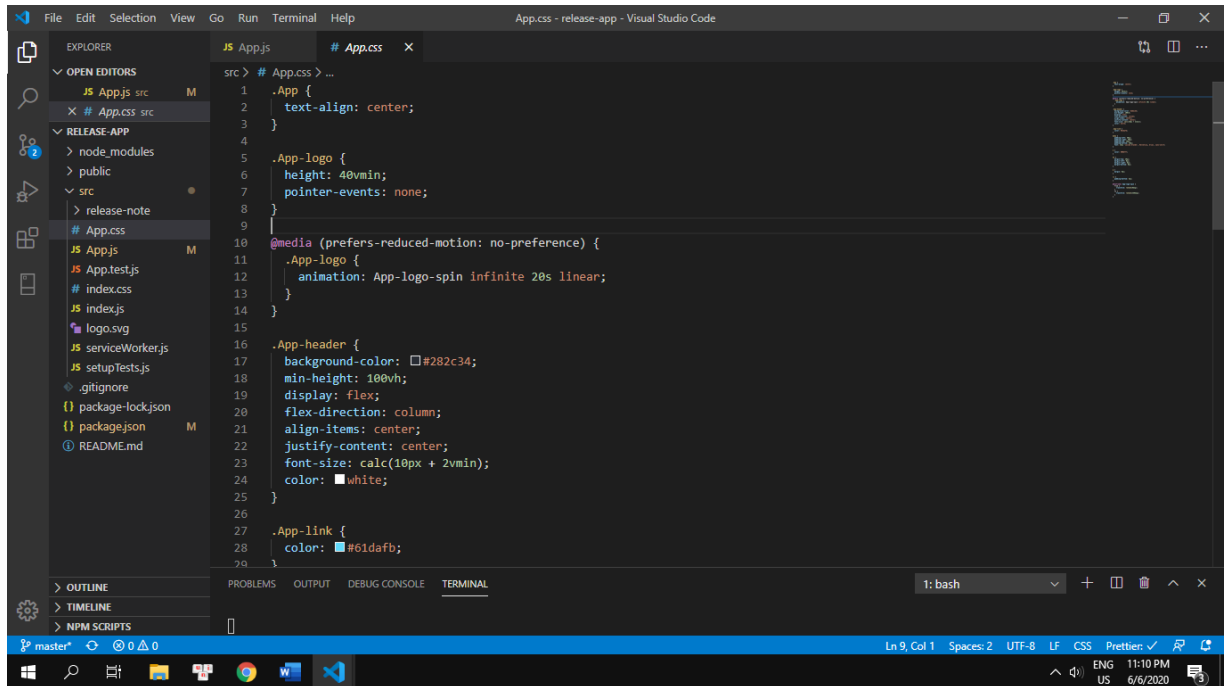 File Edit Selection View Go Run Terminal Help App.css - release-app - Visual Studio Code
EXPLORER
OPEN EDITORS
JS App.js src M
# App.css src
RELEASE-APP
node_modules
public
src
release-note
# App.css
JS App.js M
JS App.test.js
# index.css
JS index.js
logo.svg
JS serviceWorker.js
JS setupTests.js
.gitignore
{} package-lock.json
{} package.json M
README.md
OUTLINE
TIMELINE
NPM SCRIPTS
2
JS App.js # App.css
src > # App.css > ...
1 .App {
2 text-align: center;
3 }
4
5 .App-logo {
6 height: 40vmin;
7 pointer-events: none;
8 }
9
10 @media (prefers-reduced-motion: no-preference) {
11 .App-logo {
12 animation: App-logo-spin infinite 20s linear;
13 }
14 }
15
16 .App-header {
17 background-color: #282c34;
18 min-height: 100vh;
19 display: flex;
20 flex-direction: column;
21 align-items: center;
22 justify-content: center;
23 font-size: calc(10px + 2vmin);
24 color: white;
25 }
26
27 .App-link {
28 color: #61dafb;
29 }
PROBLEMS OUTPUT DEBUG CONSOLE TERMINAL 1: bash
master* 0 0 Ln 9, Col 1 Spaces: 2 UTF-8 LF CSS Prettier: ✓
W ENG 11:10 PM
US 6/6/2020 3